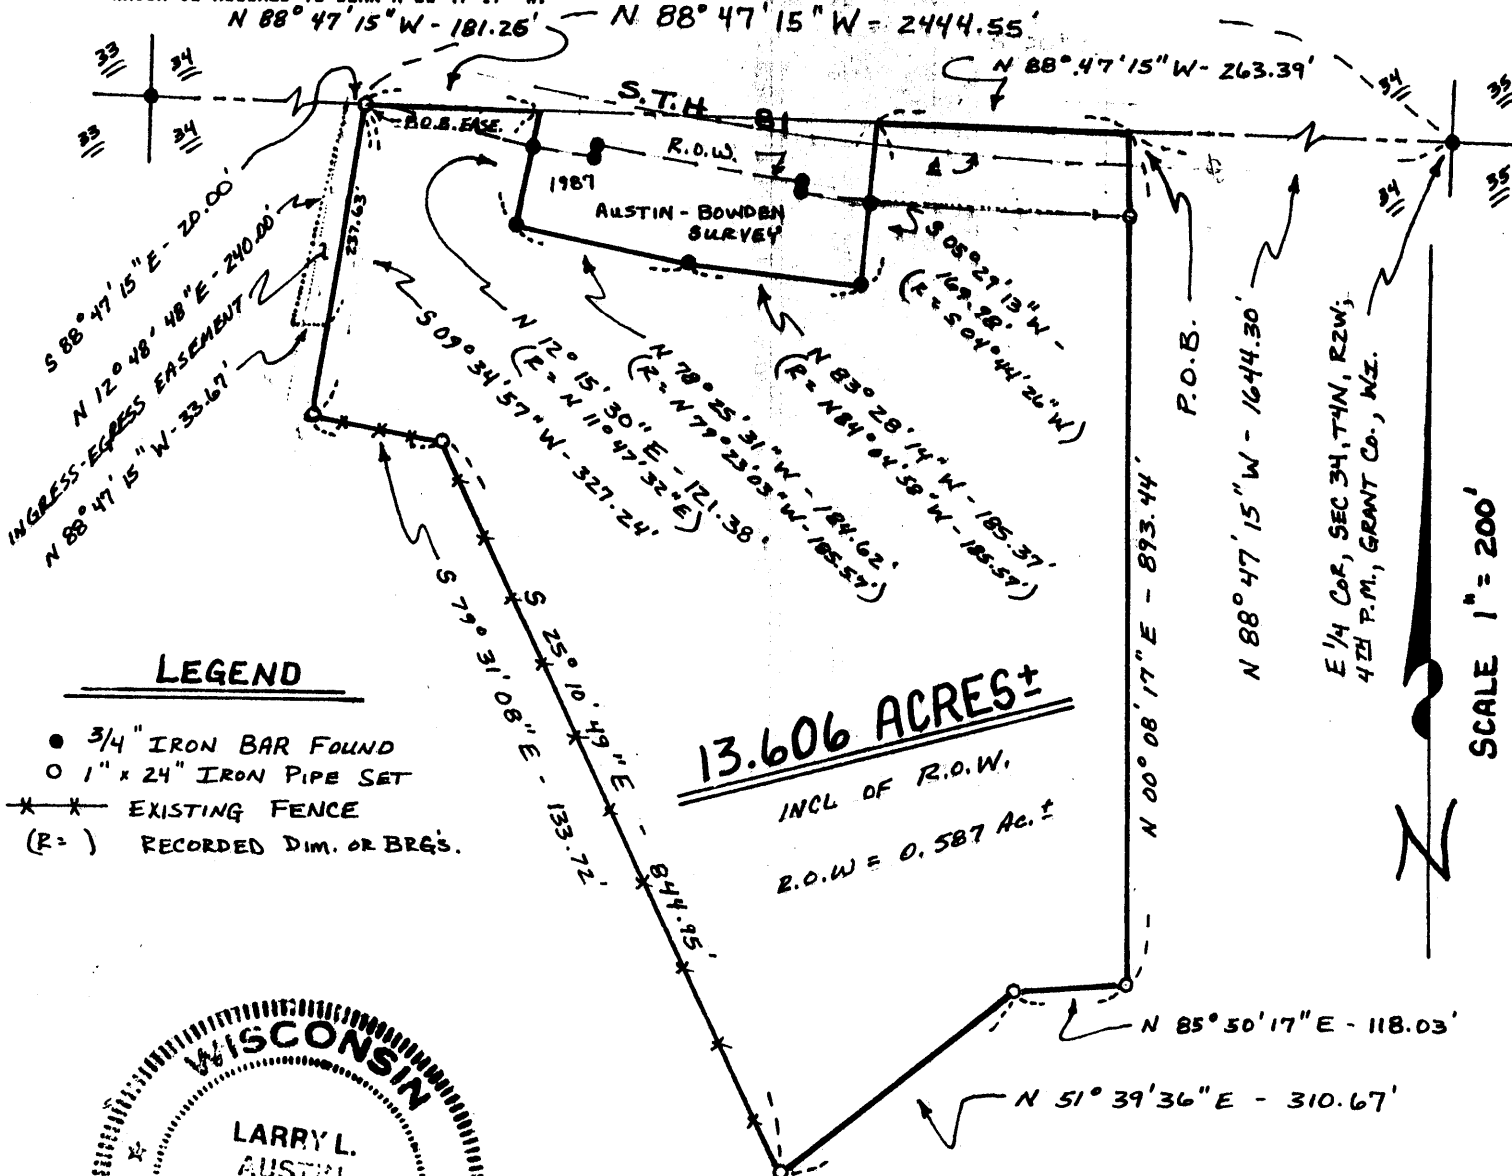 N 88° 47' 15" W - 181.26'
N 88° 47' 15" W - 2444.55'
N 88° 47' 15" W - 263.39'
33
34
33
34
34
35
34
35
S.T.H 81
B.O.B. EASE.
R.O.W.
1987
AUSTIN - BOWDEN
SURVEY
237.63'
S 88° 47' 15" E - 20.00'
N 12° 48' 48" E - 240.00'
INGRESS-EGRESS EASEMENT
N 88° 47' 15" W - 33.67'
S 09° 34' 57" W - 327.24'
N 12° 15' 30" E - 121.38'
(R= N 11° 47' 32" E)
N 78° 25' 31" W - 184.62'
(R= N 79° 23' 03" W - 185.57')
N 83° 28' 14" W - 185.37'
(R= N84° 04' 58" W - 185.57')
S 05° 29' 13" W -
169.98'
(R= S 04° 44' 26" W)
P.O.B.
N 88° 47' 15" W - 1644.30'
E 1/4 COR, SEC 34, T4N, R2W,
4TH P.M., GRANT CO., WI.
SCALE 1" = 200'
N
N 00° 08' 17" E - 893.44'
S 79° 31' 08" E - 133.72'
S 25° 10' 49" E - 844.95'
LEGEND
3/4" IRON BAR FOUND
1" x 24" IRON PIPE SET
EXISTING FENCE
(R= ) RECORDED DIM. OR BRG'S.
13.606 ACRES±
INCL OF R.O.W.
R.O.W = 0.587 Ac.±
N 85° 50' 17" E - 118.03'
N 51° 39' 36" E - 310.67'
WISCONSIN
LARRY L.
AUSTIN